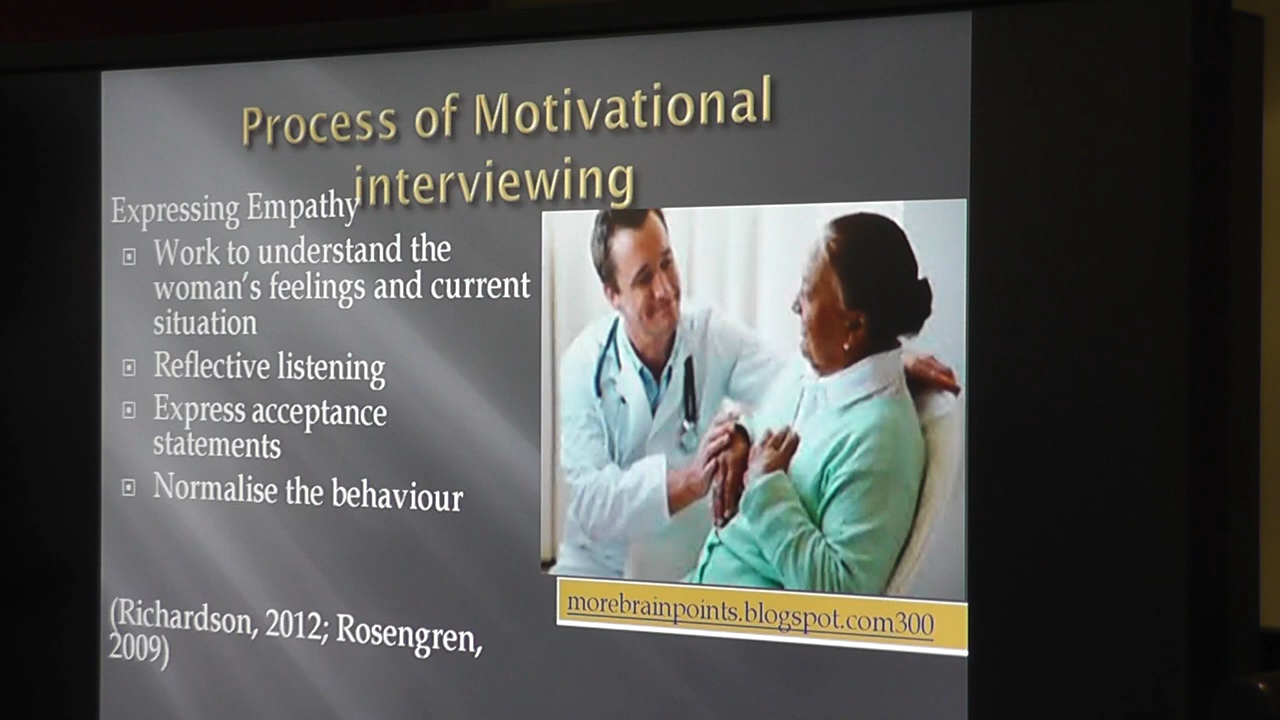 Process of Motivational
interviewing
Expressing Empathy
Work to understand the
woman's feelings and current
situation
Reflective listening
Express acceptance
statements
Normalise the behaviour
(Richardson, 2012; Rosengren,
2009)
morebrainpoints.blogspot.com300